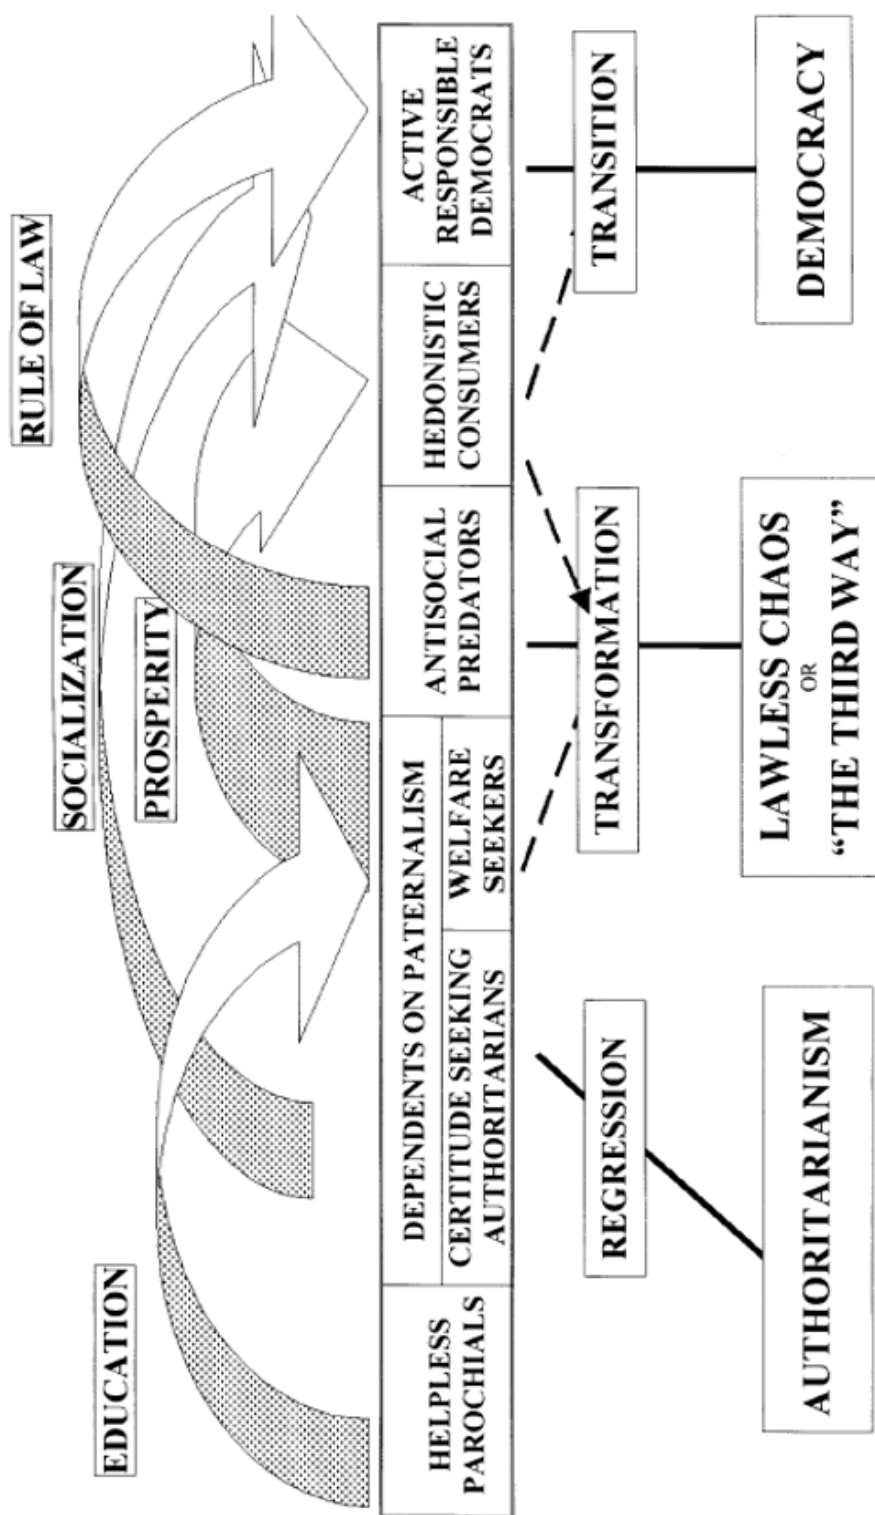 RULE OF LAW
SOCIALIZATION
PROSPERITY
EDUCATION
HELPLESS
PAROCHIALS
DEPENDENTS ON PATERNALISM
CERTITUDE SEEKING
AUTHORITARIANS
WELFARE
SEEKERS
ANTISOCIAL
PREDATORS
HEDONISTIC
CONSUMERS
ACTIVE
RESPONSIBLE
DEMOCRATS
REGRESSION
TRANSFORMATION
TRANSITION
AUTHORITARIANISM
LAWLESS CHAOS
OR
“THE THIRD WAY”
DEMOCRACY